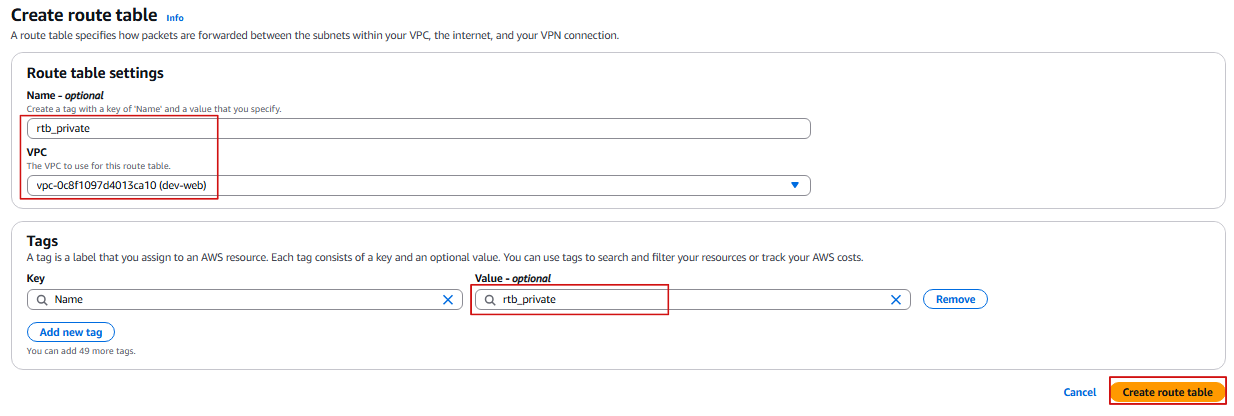 Create route table Info
A route table specifies how packets are forwarded between the subnets within your VPC, the internet, and your VPN connection.
Route table settings
Name - optional
Create a tag with a key of 'Name' and a value that you specify.
rtb_private
VPC
The VPC to use for this route table.
vpc-0c8f1097d4013ca10 (dev-web)
Tags
A tag is a label that you assign to an AWS resource. Each tag consists of a key and an optional value. You can use tags to search and filter your resources or track your AWS costs.
Key Value - optional
Name rtb_private Remove
Add new tag
You can add 49 more tags.
Cancel Create route table